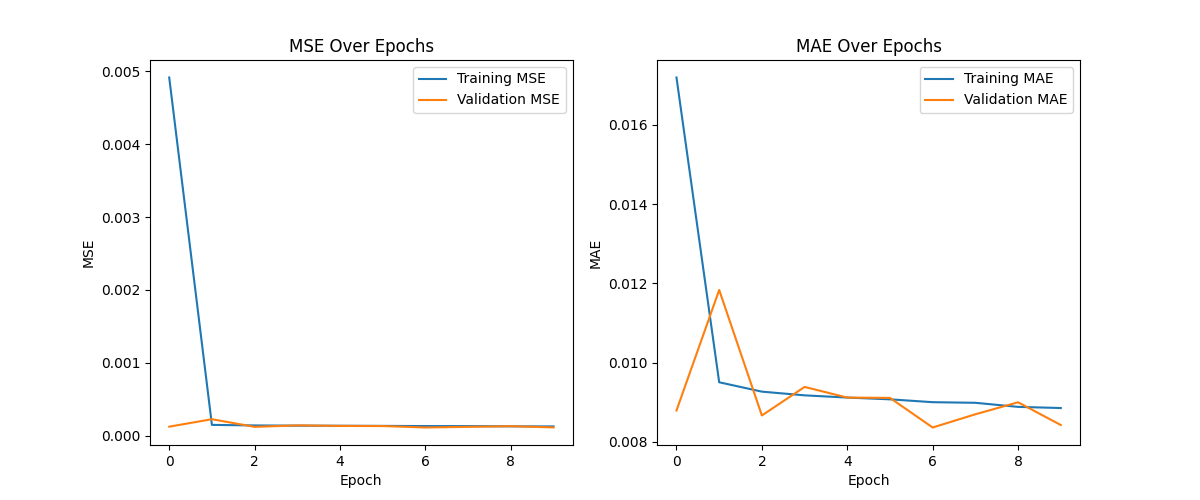 MSE Over Epochs
0.005
0.004
0.003
0.002
0.001
0.000
MSE
0 2 4 6 8
Epoch
Training MSE
Validation MSE
MAE Over Epochs
0.016
0.014
0.012
0.010
0.008
MAE
0 2 4 6 8
Epoch
Training MAE
Validation MAE